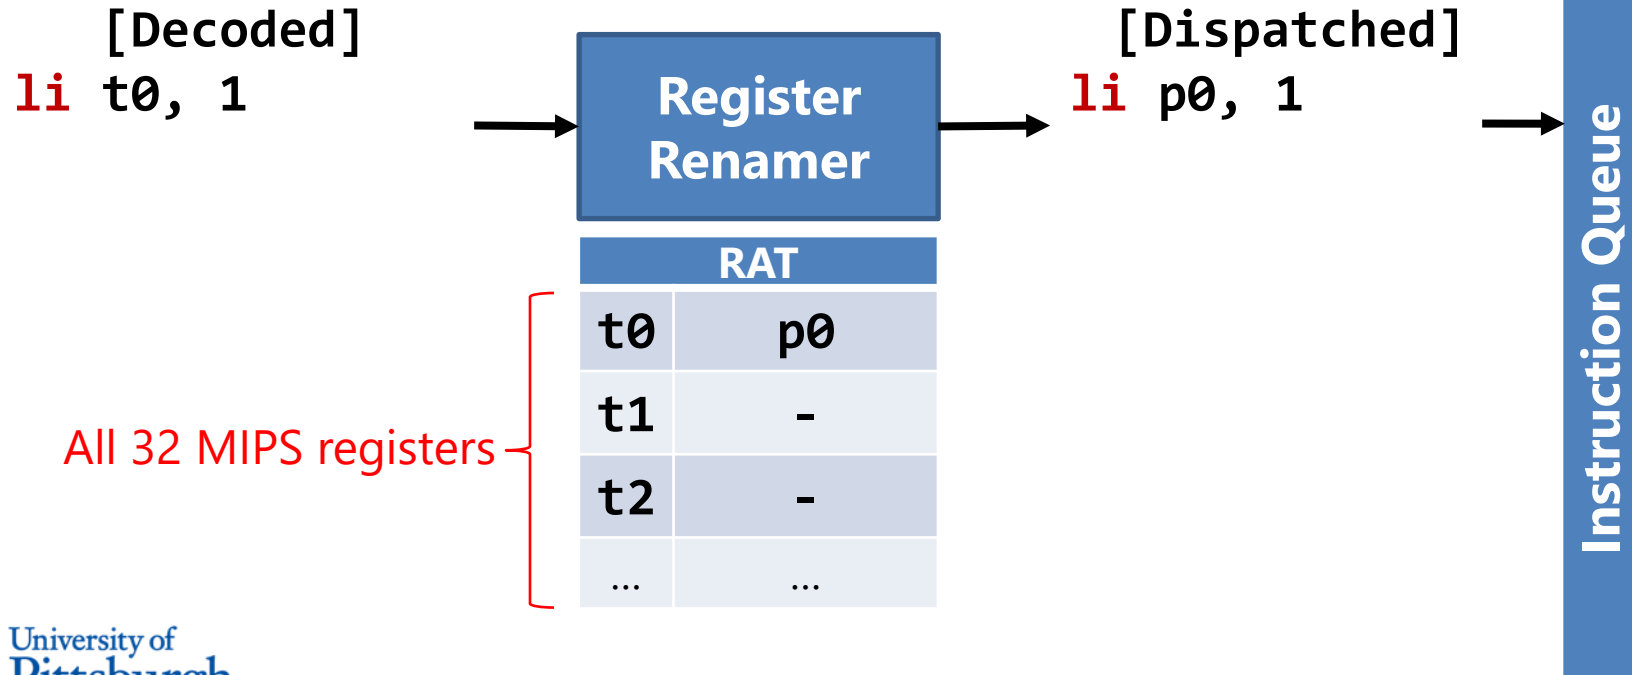 [Decoded]
li t0, 1
Register
Renamer
[Dispatched]
li p0, 1
Instruction Queue
RAT
t0 p0
t1 -
t2 -
... ...
All 32 MIPS registers
University of
Pittsburgh